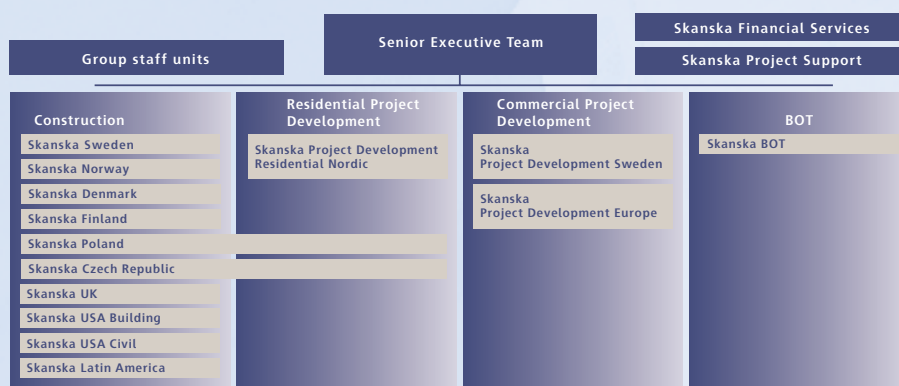 Group staff units
Senior Executive Team
Skanska Financial Services
Skanska Project Support
Construction
Skanska Sweden
Skanska Norway
Skanska Denmark
Skanska Finland
Skanska Poland
Skanska Czech Republic
Skanska UK
Skanska USA Building
Skanska USA Civil
Skanska Latin America
Residential Project
Development
Skanska Project Development
Residential Nordic
Commercial Project
Development
Skanska
Project Development Sweden
Skanska
Project Development Europe
BOT
Skanska BOT